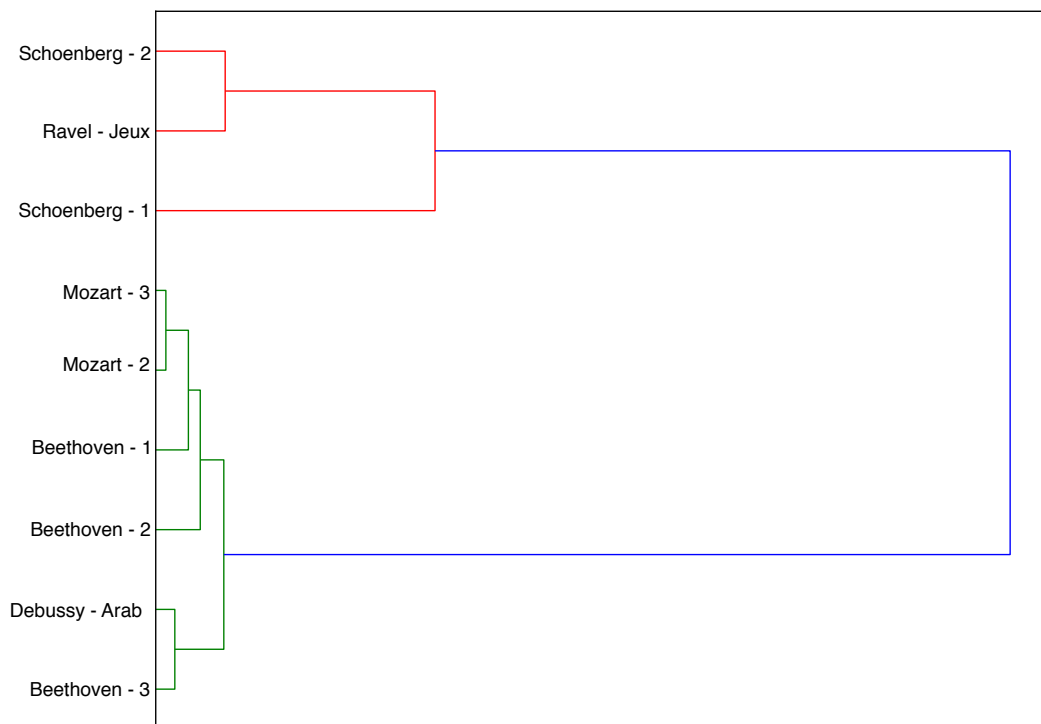 Schoenberg - 2
Ravel - Jeux
Schoenberg - 1
Mozart - 3
Mozart - 2
Beethoven - 1
Beethoven - 2
Debussy - Arab
Beethoven - 3